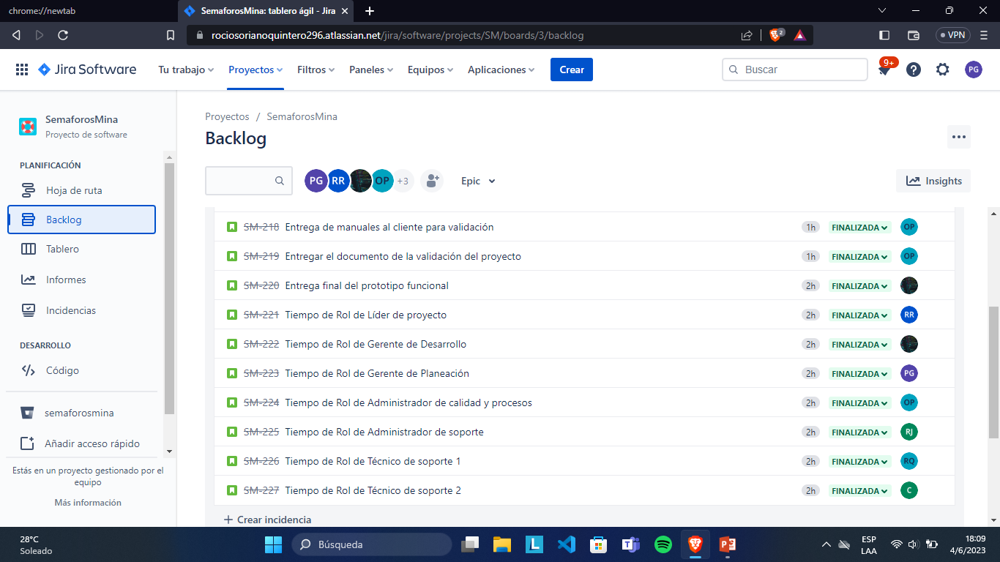 chrome://newtab
SemaforosMina: tablero ágil - Jira
rociosorianoquintero296.atlassian.net/jira/software/projects/SM/boards/3/backlog
2
VPN
Jira Software
Tu trabajo
Proyectos
Filtros
Paneles
Equipos
Aplicaciones
Crear
Buscar
9+
PG
SemaforosMina
Proyecto de software
PLANIFICACIÓN
Hoja de ruta
Backlog
Tablero
Informes
Incidencias
DESARROLLO
Código
semaforosmina
Añadir acceso rápido
Estás en un proyecto gestionado por el
equipo
Más información
Proyectos / SemaforosMina
Backlog
PG RR OP +3
Epic
Insights
SM-218 Entrega de manuales al cliente para validación 1h FINALIZADA OP
SM-219 Entregar el documento de la validación del proyecto 1h FINALIZADA OP
SM-220 Entrega final del prototipo funcional 2h FINALIZADA
SM-221 Tiempo de Rol de Líder de proyecto 2h FINALIZADA RR
SM-222 Tiempo de Rol de Gerente de Desarrollo 2h FINALIZADA
SM-223 Tiempo de Rol de Gerente de Planeación 2h FINALIZADA PG
SM-224 Tiempo de Rol de Administrador de calidad y procesos 2h FINALIZADA OP
SM-225 Tiempo de Rol de Administrador de soporte 2h FINALIZADA RJ
SM-226 Tiempo de Rol de Técnico de soporte 1 2h FINALIZADA RQ
SM-227 Tiempo de Rol de Técnico de soporte 2 2h FINALIZADA C
+ Crear incidencia
28°C
Soleado
Búsqueda
ESP
LAA
18:09
4/6/2023